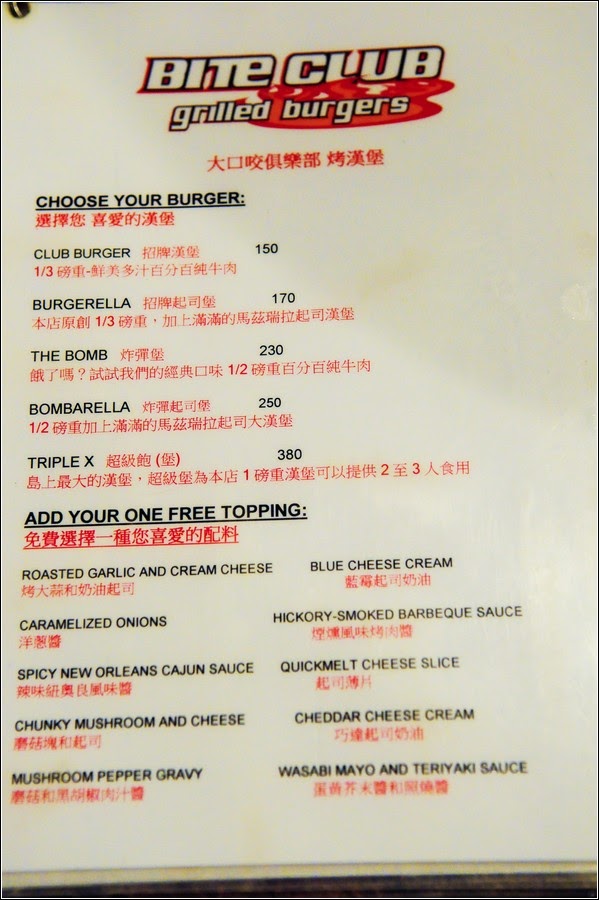 BITE CLUB
grilled burgers
大口咬俱樂部 烤漢堡
CHOOSE YOUR BURGER:
選擇您 喜愛的漢堡
CLUB BURGER 招牌漢堡 150
1/3 磅重-鮮美多汁百分百純牛肉
BURGERELLA 招牌起司堡 170
本店原創 1/3 磅重，加上滿滿的馬茲瑞拉起司漢堡
THE BOMB 炸彈堡 230
餓了嗎？試試我們的經典口味 1/2 磅重百分百純牛肉
BOMBARELLA 炸彈起司堡 250
1/2 磅重加上滿滿的馬茲瑞拉起司大漢堡
TRIPLE X 超級飽 (堡) 380
島上最大的漢堡，超級堡為本店 1 磅重漢堡可以提供 2 至 3 人食用
ADD YOUR ONE FREE TOPPING:
免費選擇一種您喜愛的配料
ROASTED GARLIC AND CREAM CHEESE BLUE CHEESE CREAM
烤大蒜和奶油起司 藍霉起司奶油
CARAMELIZED ONIONS HICKORY-SMOKED BARBEQUE SAUCE
洋蔥醬 煙燻風味烤肉醬
SPICY NEW ORLEANS CAJUN SAUCE QUICKMELT CHEESE SLICE
辣味紐奧良風味醬 起司薄片
CHUNKY MUSHROOM AND CHEESE CHEDDAR CHEESE CREAM
蘑菇塊和起司 巧達起司奶油
MUSHROOM PEPPER GRAVY WASABI MAYO AND TERIYAKI SAUCE
蘑菇和黑胡椒肉汁醬 蛋黃芥末醬和照燒醬